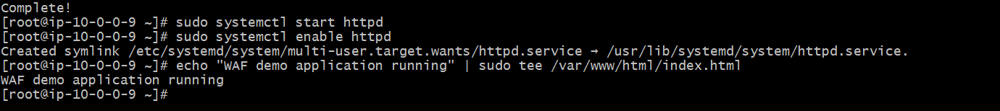 Complete!
[root@ip-10-0-0-9 ~]# sudo systemctl start httpd
[root@ip-10-0-0-9 ~]# sudo systemctl enable httpd
Created symlink /etc/systemd/system/multi-user.target.wants/httpd.service → /usr/lib/systemd/system/httpd.service.
[root@ip-10-0-0-9 ~]# echo "WAF demo application running" | sudo tee /var/www/html/index.html
WAF demo application running
[root@ip-10-0-0-9 ~]#